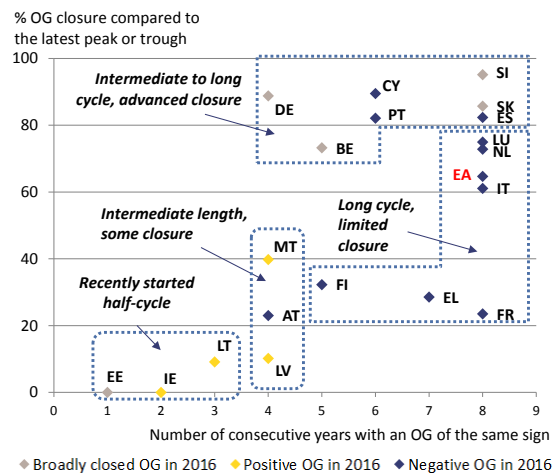 % OG closure compared to
the latest peak or trough
100
80
60
40
20
0
0 1 2 3 4 5 6 7 8 9
Intermediate to long
cycle, advanced closure
DE
BE
CY
PT
SI
SK
ES
LU
NL
EA
IT
Long cycle,
limited
closure
Intermediate length,
some closure
MT
AT
LV
Recently started
half-cycle
EE
IE
LT
FI
EL
FR
Number of consecutive years with an OG of the same sign
Broadly closed OG in 2016 Positive OG in 2016 Negative OG in 2016